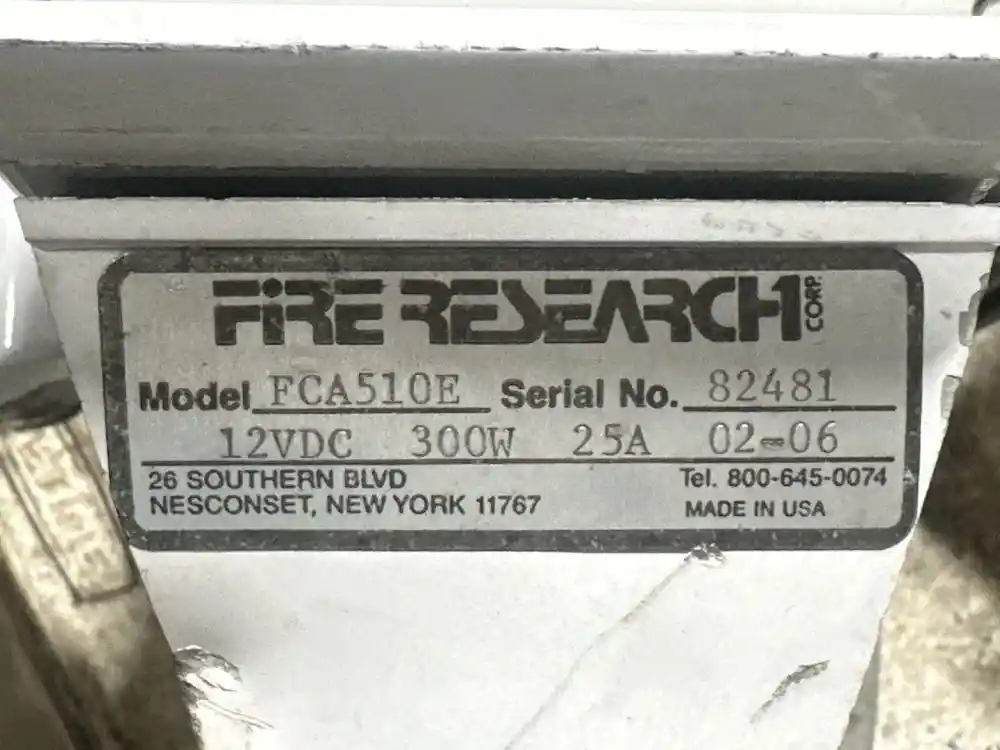 FiRE RESEARCH CORP.
Model FCA510E Serial No. 82481
12VDC 300W 25A 02-06
26 SOUTHERN BLVD Tel. 800-645-0074
NESCONSET, NEW YORK 11767 MADE IN USA